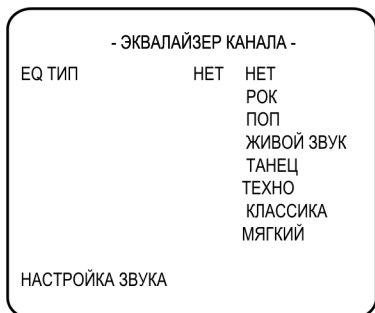 - ЭКВАЛАЙЗЕР КАНАЛА -
EQ ТИП НЕТ НЕТ
РОК
ПОП
ЖИВОЙ ЗВУК
ТАНЕЦ
ТЕХНО
КЛАССИКА
МЯГКИЙ
НАСТРОЙКА ЗВУКА